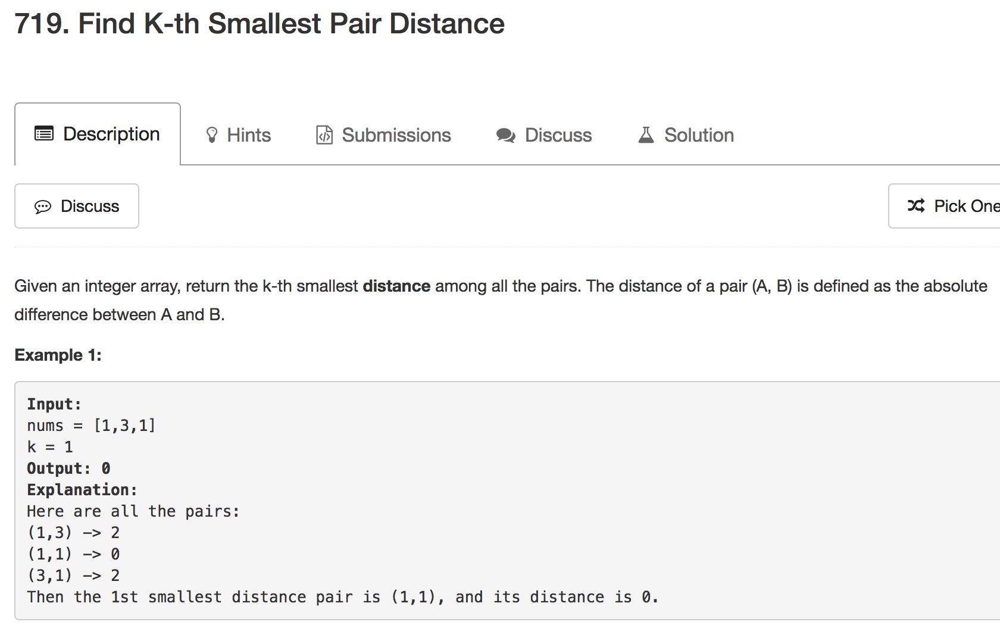 719. Find K-th Smallest Pair Distance
Description
Hints
Submissions
Discuss
Solution
Discuss
Pick One
Given an integer array, return the k-th smallest distance among all the pairs. The distance of a pair (A, B) is defined as the absolute
difference between A and B.
Example 1:
Input:
nums = [1,3,1]
k = 1
Output: 0
Explanation:
Here are all the pairs:
(1,3) -> 2
(1,1) -> 0
(3,1) -> 2
Then the 1st smallest distance pair is (1,1), and its distance is 0.